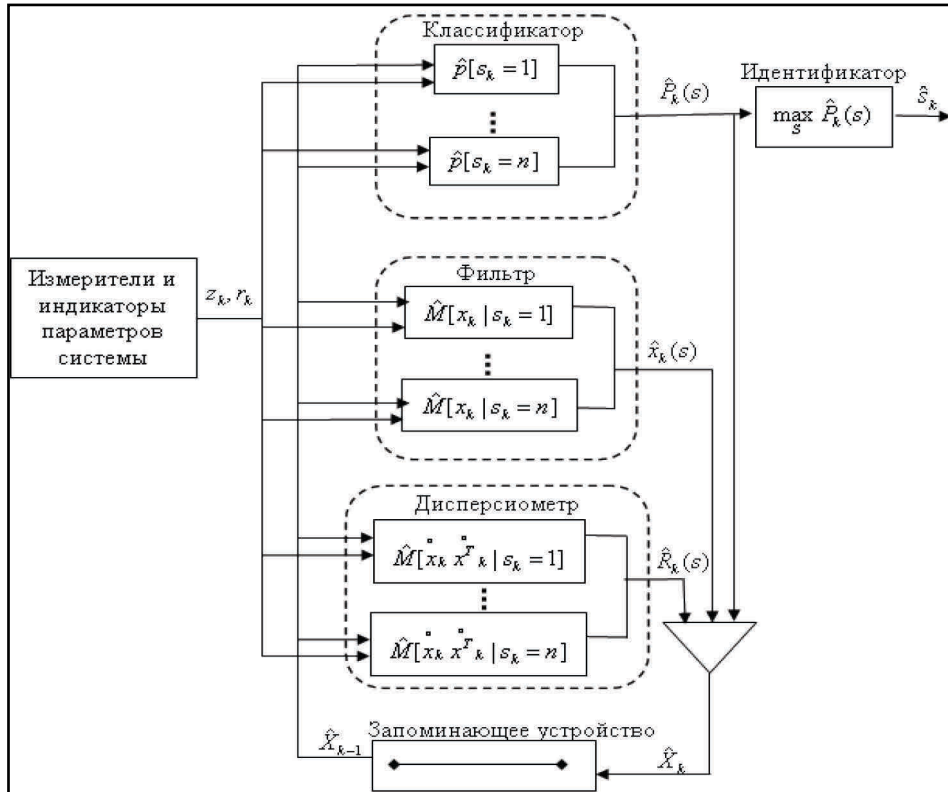 Классификатор
p̂[s_k = 1]
p̂[s_k = n]
P̂_k(s)
Идентификатор
max_s P̂_k(s)
ŝ_k
Измерители и
индикаторы
параметров
системы
z_k, r_k
Фильтр
M̂[x_k | s_k = 1]
M̂[x_k | s_k = n]
x̂_k(s)
Дисперсиометр
M̂[x̊_k x̊^T_k | s_k = 1]
M̂[x̊_k x̊^T_k | s_k = n]
R̂_k(s)
Запоминающее устройство
X̂_{k-1}
X̂_k